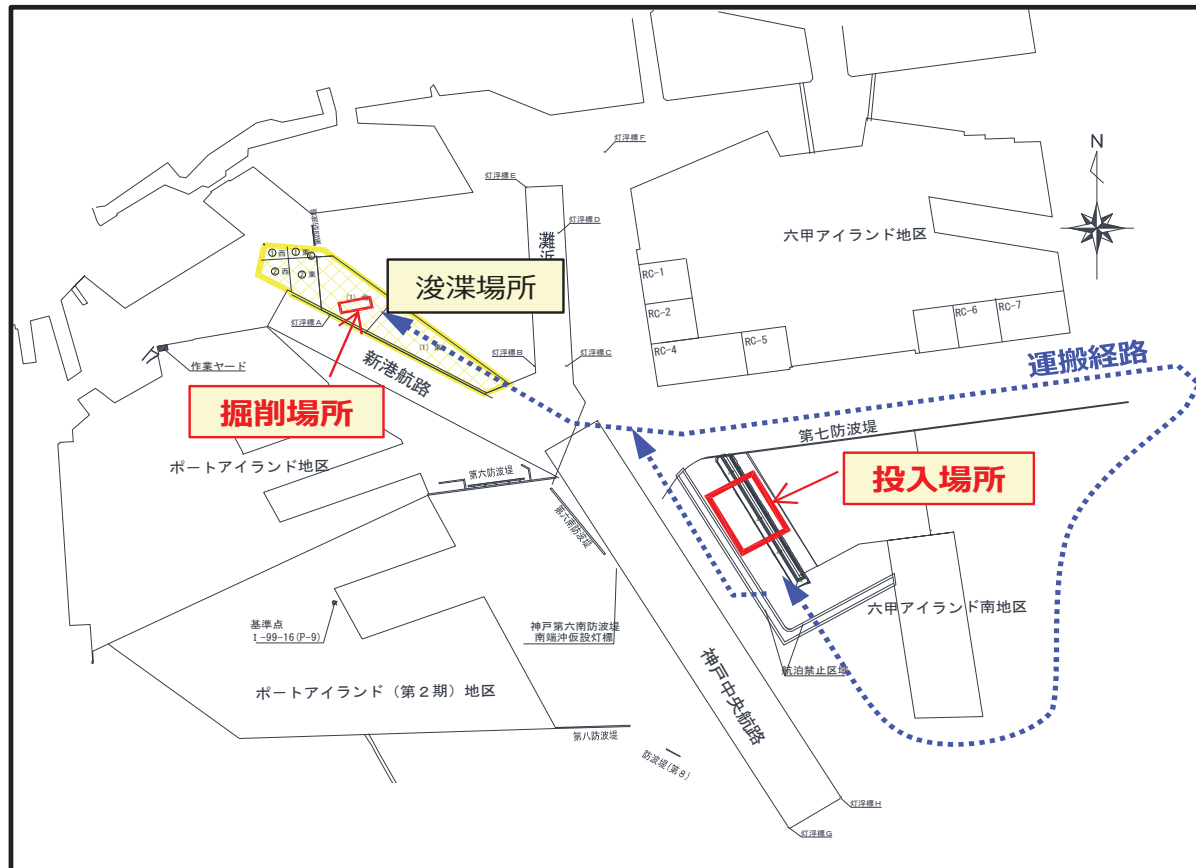 灯浮標F
N
灯浮標E
灯浮標D
灘浜
六甲アイランド地区
①西
①東
②西
②東
浚渫場所
RC-1
RC-2
RC-4
RC-5
RC-6
RC-7
灯浮標A
灯浮標B
灯浮標C
新港航路
運搬経路
作業ヤード
掘削場所
第七防波堤
ポートアイランド地区
第六防波堤
投入場所
第六南防波堤
六甲アイランド南地区
基準点
I-99-16(P-9)
神戸第六南防波堤
南端沖仮設灯標
航泊禁止区域
神戸中央航路
ポートアイランド(第2期)地区
第八防波堤
防波堤(第8)
灯浮標H
灯浮標G